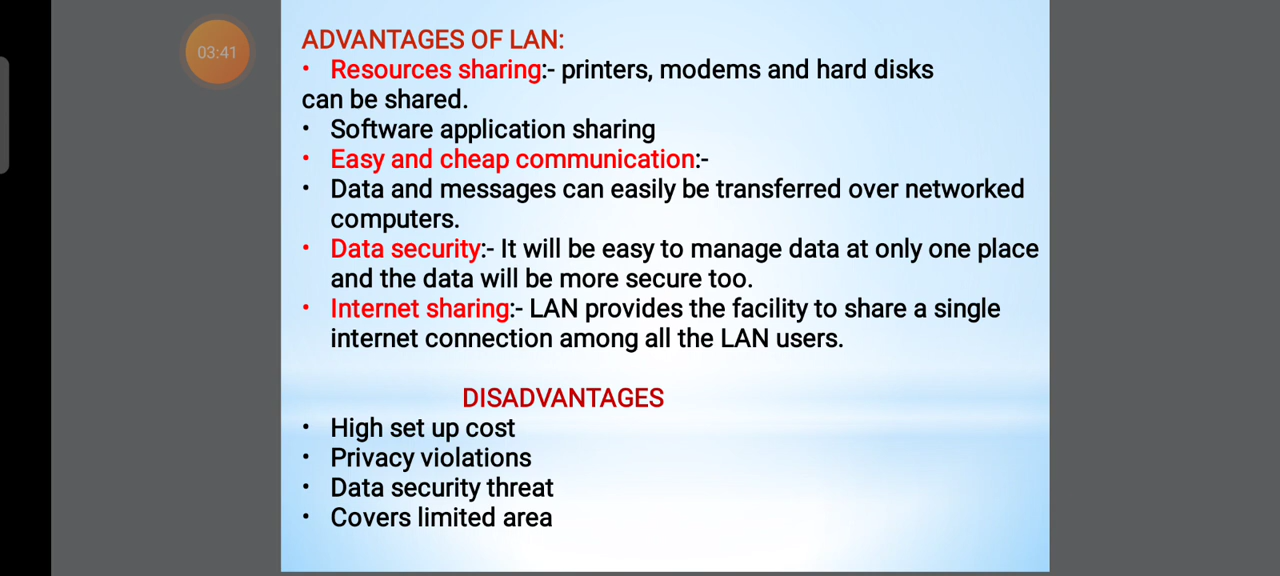 03:41
ADVANTAGES OF LAN:
• Resources sharing:- printers, modems and hard disks
can be shared.
• Software application sharing
• Easy and cheap communication:-
• Data and messages can easily be transferred over networked
computers.
• Data security:- It will be easy to manage data at only one place
and the data will be more secure too.
• Internet sharing:- LAN provides the facility to share a single
internet connection among all the LAN users.
DISADVANTAGES
• High set up cost
• Privacy violations
• Data security threat
• Covers limited area